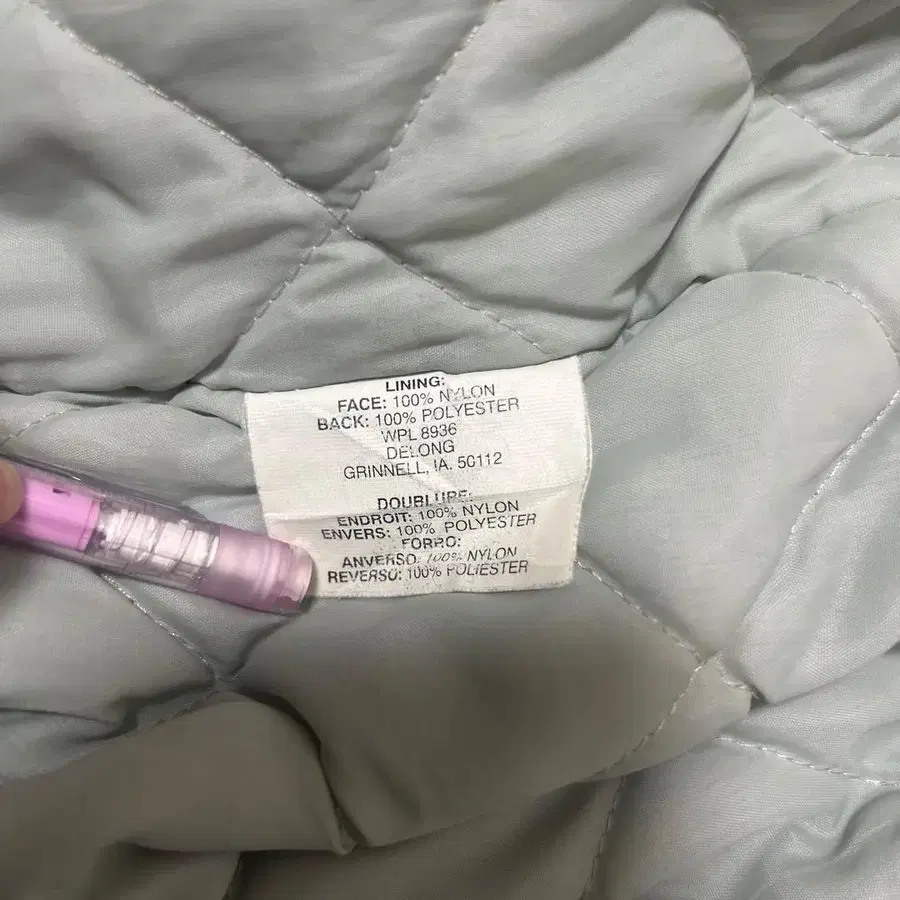 LINING:
FACE: 100% NYLON
BACK: 100% POLYESTER
WPL 8936
DELONG
GRINNELL, IA. 50112
DOUBLURE:
ENDROIT: 100% NYLON
ENVERS: 100% POLYESTER
FORRO:
ANVERSO: 100% NYLON
REVERSO: 100% POLIESTER